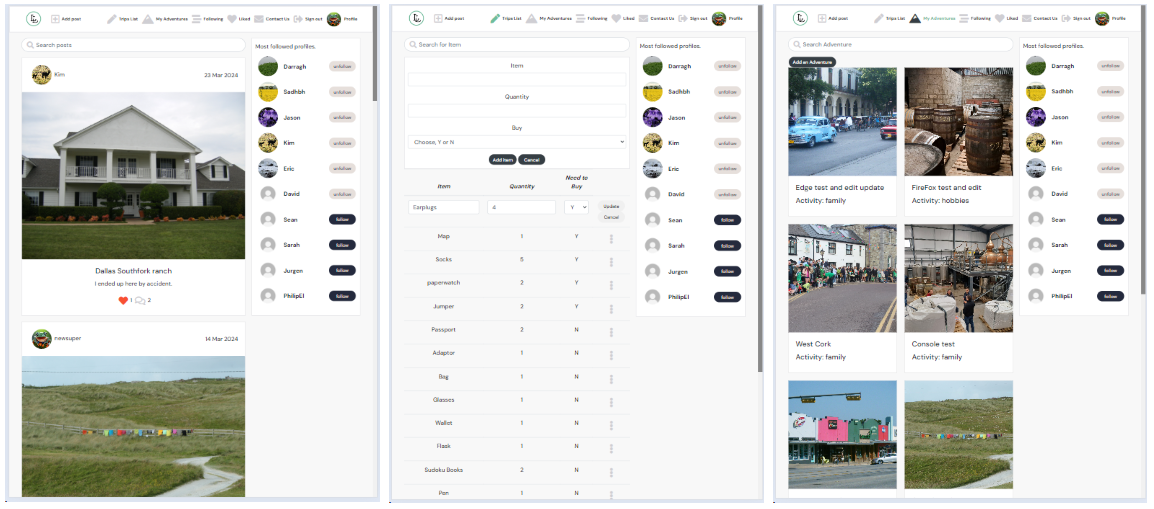 Add post
Trips List
My Adventures
Following
Liked
Contact Us
Sign out
Profile
Search posts
Kim
23 Mar 2024
Dallas Southfork ranch
I ended up here by accident.
1 2
newsuper
14 Mar 2024
Most followed profiles.
Darragh unfollow
Sadhbh unfollow
Jason unfollow
Kim unfollow
Eric unfollow
David unfollow
Sean follow
Sarah follow
Jurgen follow
PhilipEl follow
Add post
Trips List
My Adventures
Following
Liked
Contact Us
Sign out
Profile
Search for Item
Item
Quantity
Buy
Choose, Y or N
Add item Cancel
Item Quantity Need to Buy
Earplugs 4 Y Update
Cancel
Map 1 Y
Socks 5 Y
paperwatch 2 Y
Jumper 2 Y
Passport 2 N
Adaptor 1 N
Bag 1 N
Glasses 1 N
Wallet 1 N
Flask 1 N
Sudoku Books 2 N
Pen 1 N
Most followed profiles.
Darragh unfollow
Sadhbh unfollow
Jason unfollow
Kim unfollow
Eric unfollow
David unfollow
Sean follow
Sarah follow
Jurgen follow
PhilipEl follow
Add post
Trips List
My Adventures
Following
Liked
Contact Us
Sign out
Profile
Search Adventure
Add an Adventure
Edge test and edit update
Activity: family
FireFox test and edit
Activity: hobbies
West Cork
Activity: family
Console test
Activity: family
Most followed profiles.
Darragh unfollow
Sadhbh unfollow
Jason unfollow
Kim unfollow
Eric unfollow
David unfollow
Sean follow
Sarah follow
Jurgen follow
PhilipEl follow